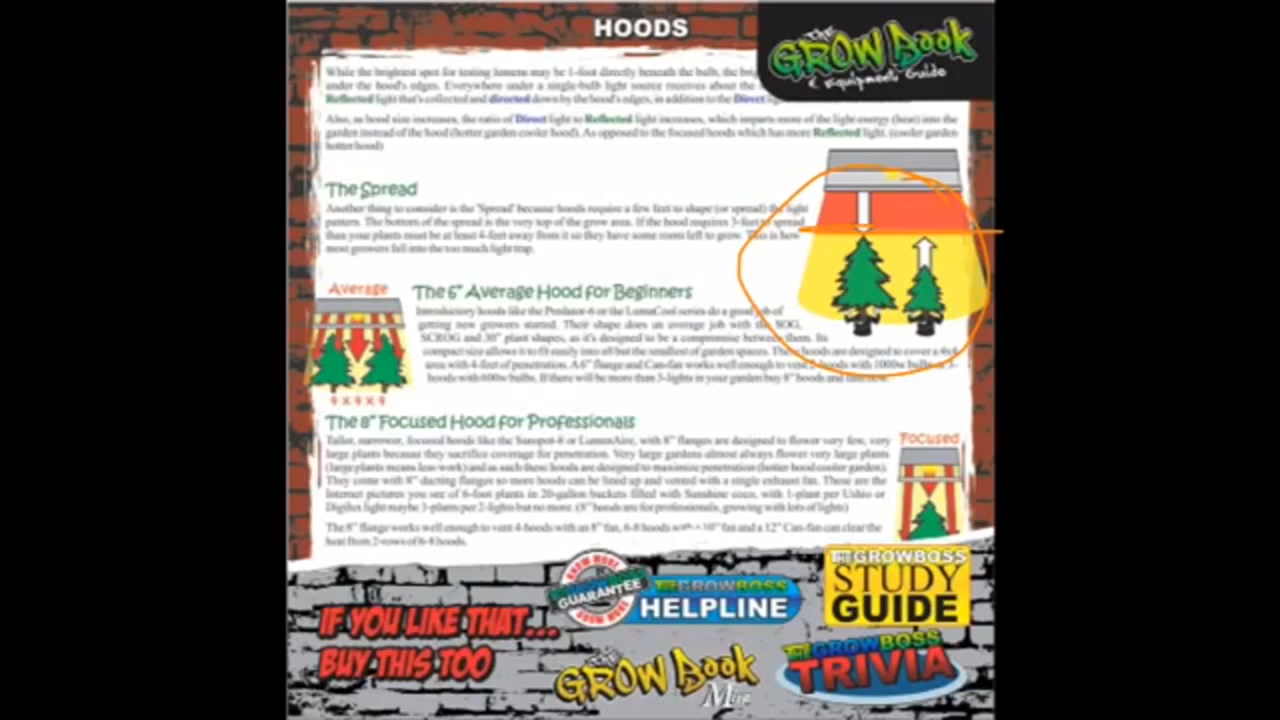 HOODS
THE GROW BOOK
& Equipment Guide
While the brightest spot for testing lumens may be 1-foot directly beneath the bulb, the
under the hood's edges. Everywhere under a single-bulb light source receives about the
Reflected light that's collected and directed down by the hood's edges, in addition to the Direct
Also, as hood size increases, the ratio of Direct light to Reflected light increases, which imparts more of the light energy (heat) into the
garden instead of the hood (hotter garden cooler hood). As opposed to the focused hoods which has more Reflected light. (cooler garden
hotter hood)
The Spread
Another thing to consider is the 'Spread' because hoods require a few feet to shape (or spread) the light
pattern. The bottom of the spread is the very top of the grow area. If the hood requires 3-feet to spread
than your plants must be at least 4-feet away from it so they have some room left to grow. This is how
most growers fall into the too much light trap.
Average
The 6" Average Hood for Beginners
Introductory hoods like the Predator-6 or the LumaCool series do a good job of
getting new growers started. Their shape does an average job with the SOG,
SCROG and 30" plant shapes, as it's designed to be a compromise between them. Its
compact size allows it to fit easily into all but the smallest of garden spaces. These hoods are designed to cover a 4x4
area with 4-feet of penetration. A 6" flange and Can-fan works well enough to vent 2-hoods with 1000w bulbs or 3-
hoods with 600w bulbs. If there will be more than 3-lights in your garden buy 8" hoods and fans now.
4 x 4 x 4
The 8" Focused Hood for Professionals
Taller, narrower, focused hoods like the Sunspot-8 or LumenAire, with 8" flanges are designed to flower very few, very
large plants because they sacrifice coverage for penetration. Very large gardens almost always flower very large plants
(large plants means less work) and as such these hoods are designed to maximize penetration (hotter hood cooler garden).
They come with 8" ducting flanges so more hoods can be lined up and vented with a single exhaust fan. These are the
Internet pictures you see of 6-foot plants in 20-gallon buckets filled with Sunshine coco, with 1-plant per Ushio or
Digilux light maybe 3-plants per 2-lights but no more. (8" hoods are for professionals, growing with lots of lights)
Focused
The 8" flange works well enough to vent 4-hoods with an 8" fan, 6-8 hoods with a 10" fan and a 12" Can-fan can clear the
heat from 2-rows of 6-8 hoods.
IF YOU LIKE THAT...
BUY THIS TOO
GROW MORE
GUARANTEE
GROW MORE
THE GROWBOSS
HELPLINE
THE GROWBOSS
STUDY
GUIDE
THE GROW BOOK
THE GROWBOSS
TRIVIA